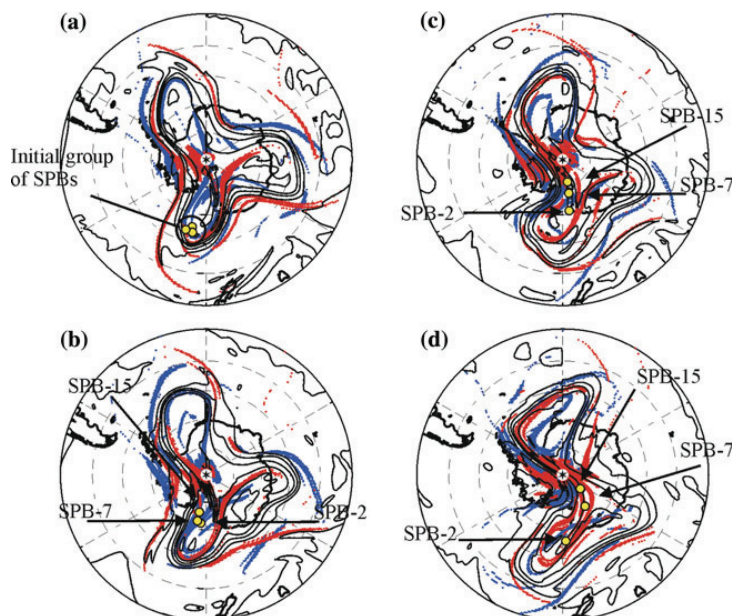 (a)
Initial group
of SPBs
(c)
SPB-15
SPB-7
SPB-2
(b)
SPB-15
SPB-7
SPB-2
(d)
SPB-15
SPB-7
SPB-2